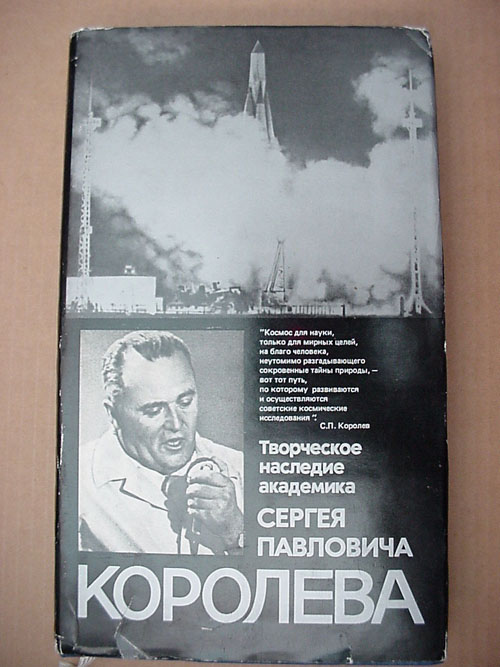 "Космос для науки,
только для мирных целей,
на благо человека,
неутомимо разгадывающего
сокровенные тайны природы, —
вот тот путь,
по которому развиваются
и осуществляются
советские космические
исследования".
С.П. Королев
Творческое
наследие
академика
СЕРГЕЯ
ПАВЛОВИЧА
КОРОЛЕВА